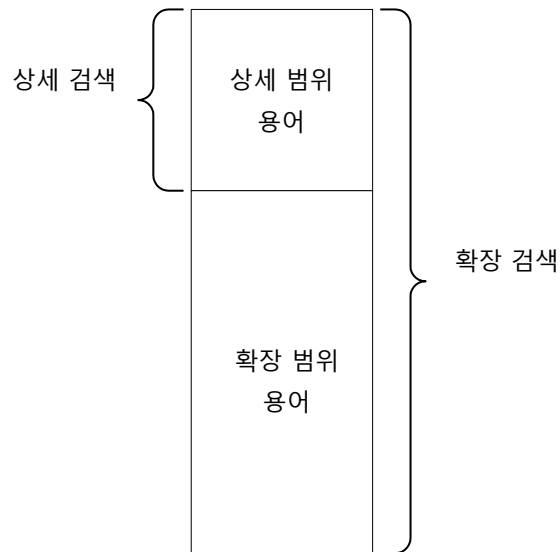 상세 검색
상세 범위
용어
확장 검색
확장 범위
용어